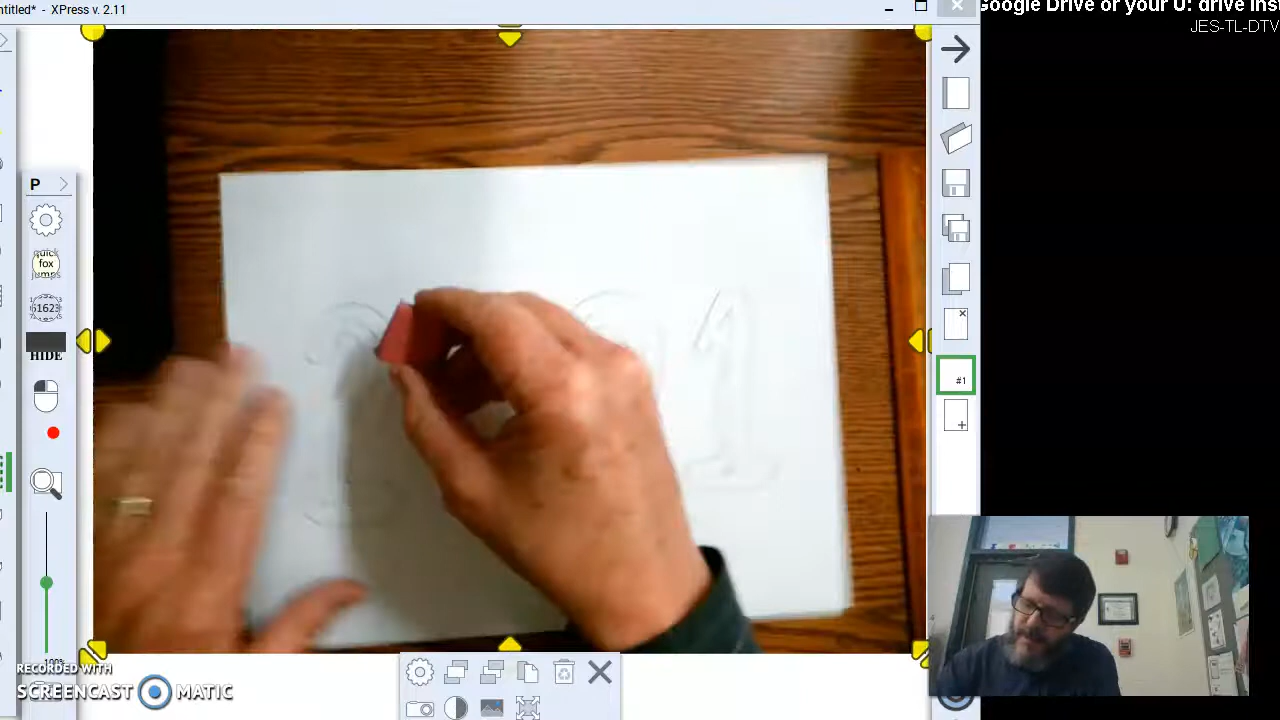 ntitled* - XPress v. 2.11
Google Drive or your U: drive ins
JES-TL-DTV
P
quick
fox
jumps
61623
HIDE
#1
RECORDED WITH
SCREENCAST MATIC